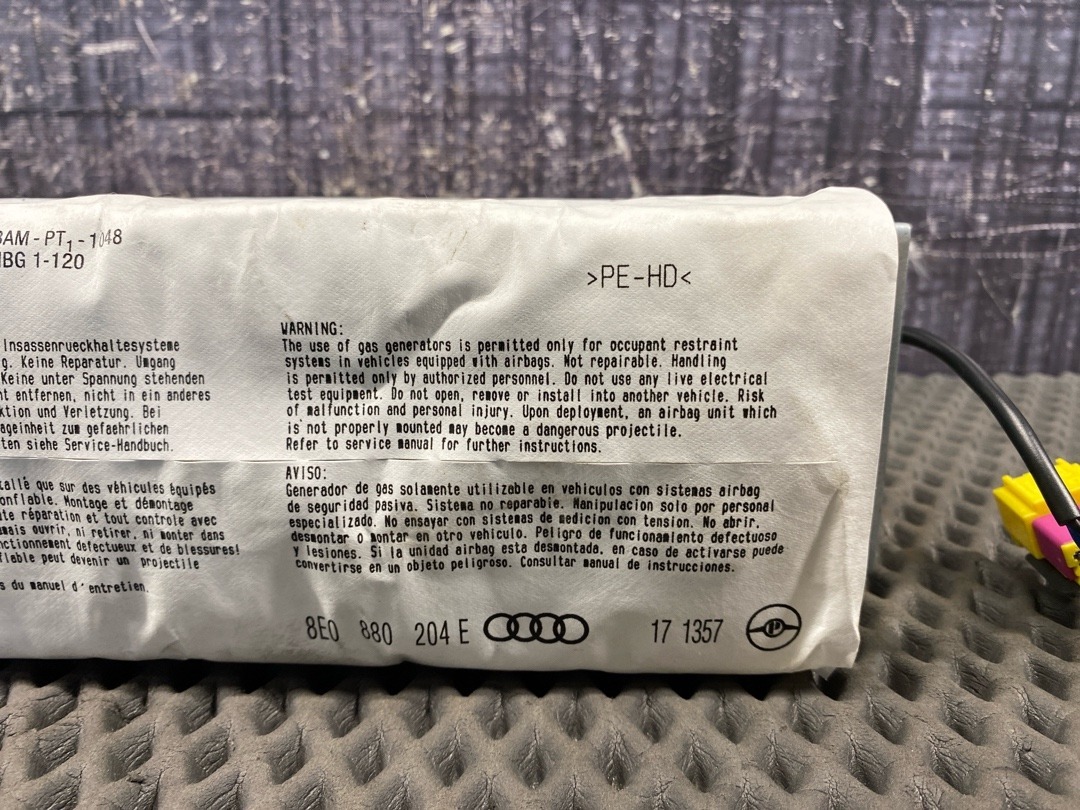 BAM-PT1-1048
BG 1-120
>PE-HD<
Insassenrueckhaltesysteme
g. Keine Reparatur. Umgang
Keine unter Spannung stehenden
entfernen, nicht in ein anderes
ktion und Verletzung. Bei
ageinheit zum gefaehrlichen
ten siehe Service-Handbuch.
WARNING:
The use of gas generators is permitted only for occupant restraint
systems in vehicles equipped with airbags. Not repairable. Handling
is permitted only by authorized personnel. Do not use any live electrical
test equipment. Do not open, remove or install into another vehicle. Risk
of malfunction and personal injury. Upon deployment, an airbag unit which
is not properly mounted may become a dangerous projectile.
Refer to service manual for further instructions.
tallé que sur des véhicules équipés
onflable. Montage et démontage
te réparation et tout controle avec
mais ouvrir, ni retirer, ni monter dans
nctionnement defectueux et de blessures!
flable peut devenir un projectile
s du manuel d'entretien.
AVISO:
Generador de gas solamente utilizable en vehiculos con sistemas airbag
de seguridad pasiva. Sistema no reparable. Manipulacion solo por personal
especializado. No ensayar con sistemas de medicion con tension. No abrir,
desmontar o montar en otro vehiculo. Peligro de funcionamiento defectuoso
y lesiones. Si la unidad airbag esta desmontada, en caso de activarse puede
convertirse en un objeto peligroso. Consultar manual de instrucciones.
8E0 880 204 E 17 1357 P